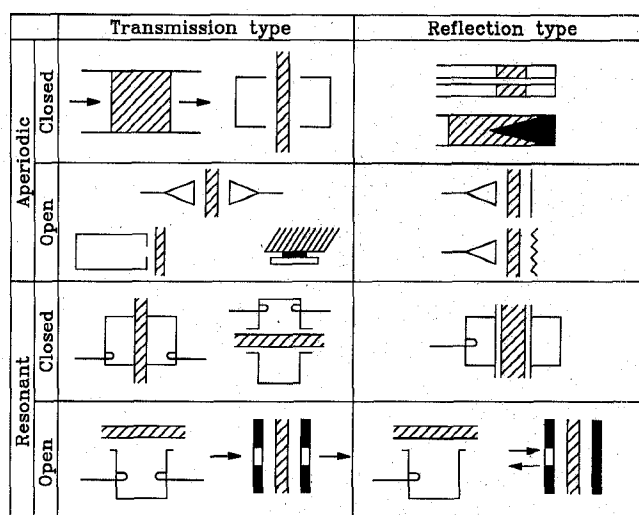 Transmission type
Reflection type
Aperiodic
Closed
Open
Resonant
Closed
Open